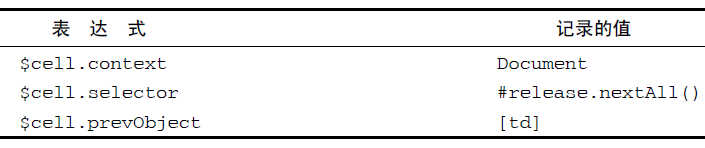 表 达 式 记录的值
$cell.context Document
$cell.selector #release.nextAll()
$cell.prevObject [td]